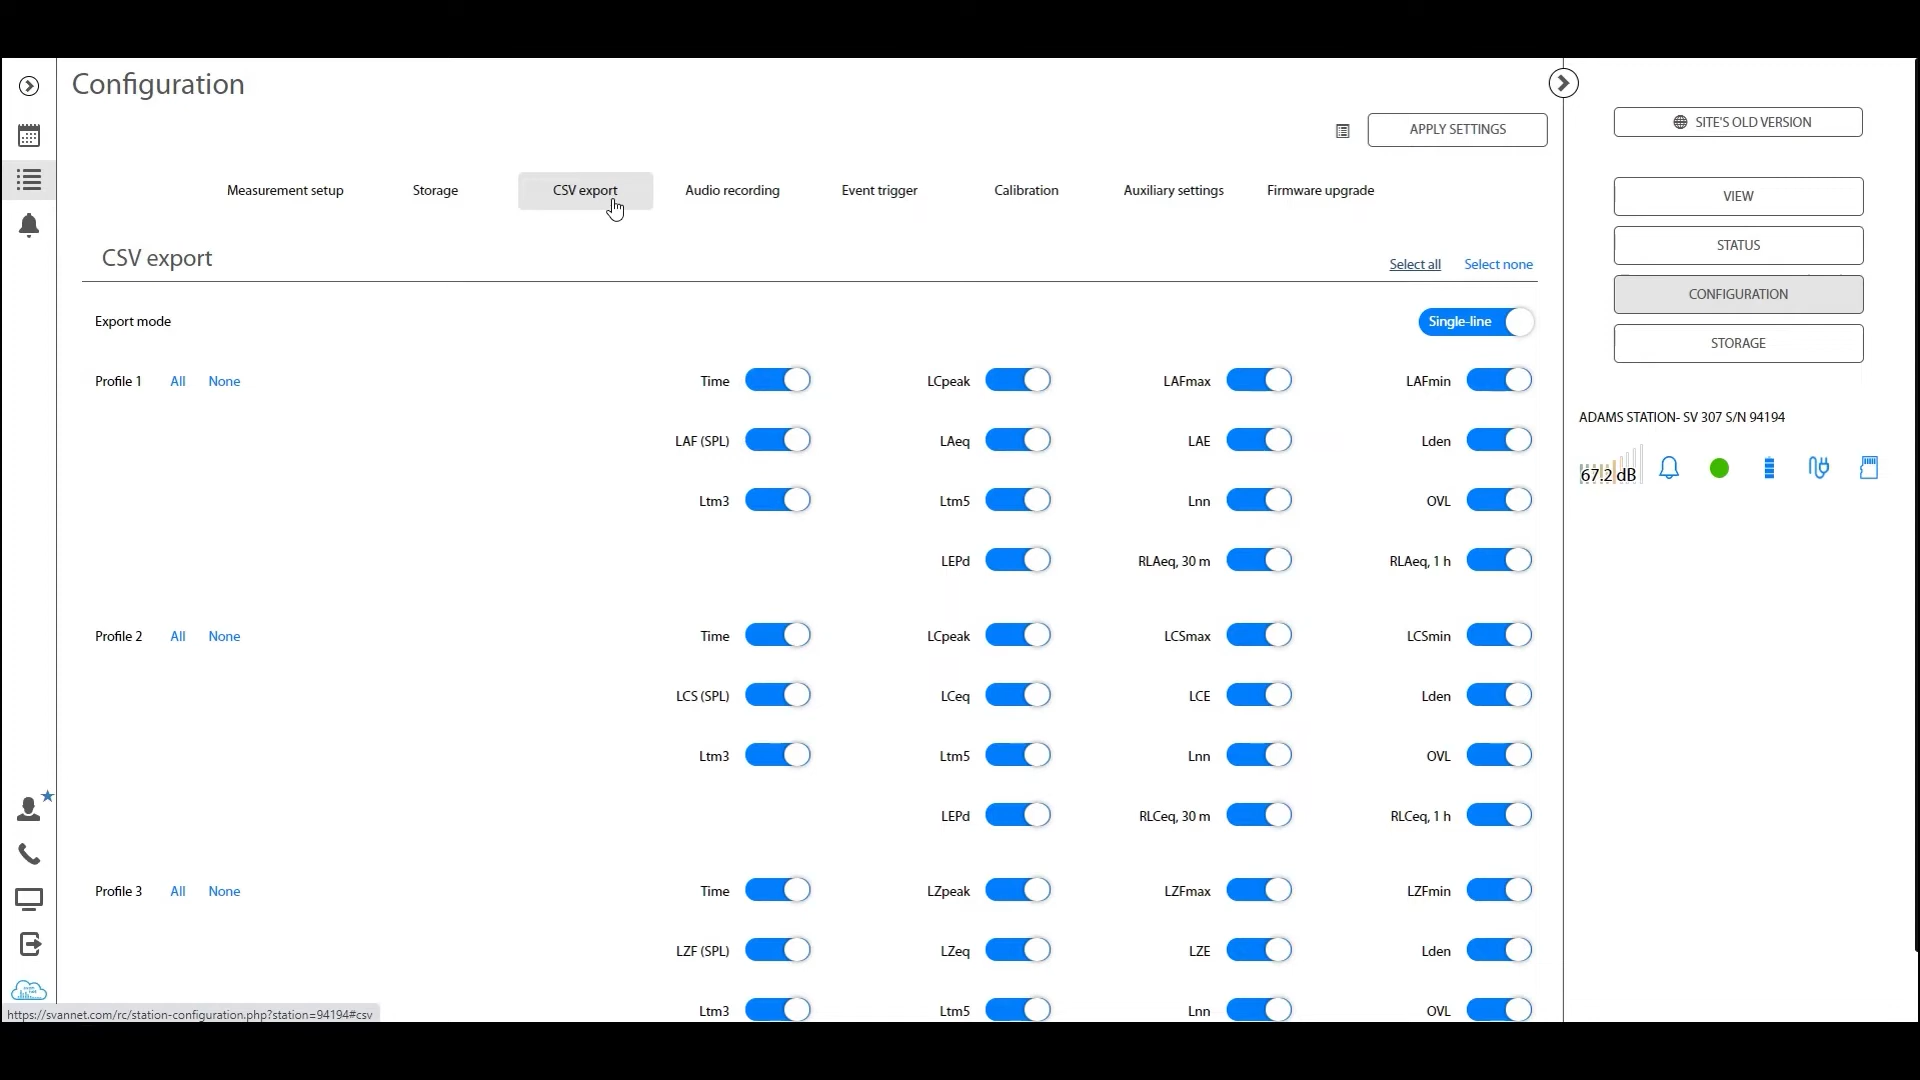 Configuration
APPLY SETTINGS
SITE'S OLD VERSION
Measurement setup Storage CSV export Audio recording Event trigger Calibration Auxiliary settings Firmware upgrade
VIEW
STATUS
CONFIGURATION
STORAGE
ADAMS STATION- SV 307 S/N 94194
67.2 dB
CSV export
Select all Select none
Export mode Single-line
Profile 1 All None Time LCpeak LAFmax LAFmin
LAF (SPL) LAeq LAE Lden
Ltm3 Ltm5 Lnn OVL
LEPd RLAeq, 30 m RLAeq, 1 h
Profile 2 All None Time LCpeak LCSmax LCSmin
LCS (SPL) LCeq LCE Lden
Ltm3 Ltm5 Lnn OVL
LEPd RLCeq, 30 m RLCeq, 1 h
Profile 3 All None Time LZpeak LZFmax LZFmin
LZF (SPL) LZeq LZE Lden
Ltm3 Ltm5 Lnn OVL
https://svannet.com/rc/station-configuration.php?station=94194#csv